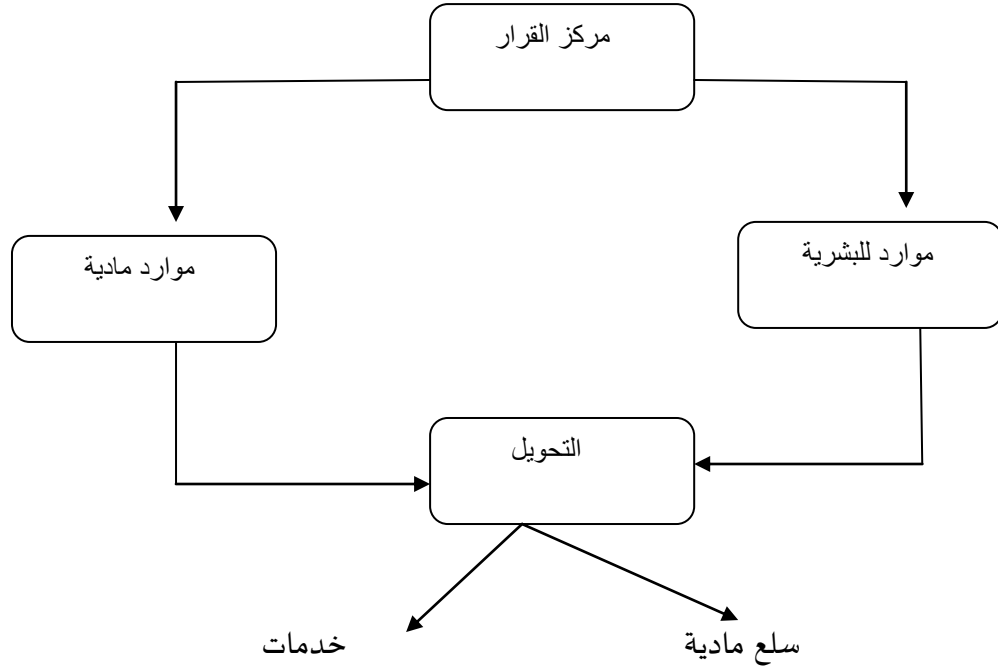 مركز القرار
موارد للبشرية
موارد مادية
التحويل
سلع مادية
خدمات